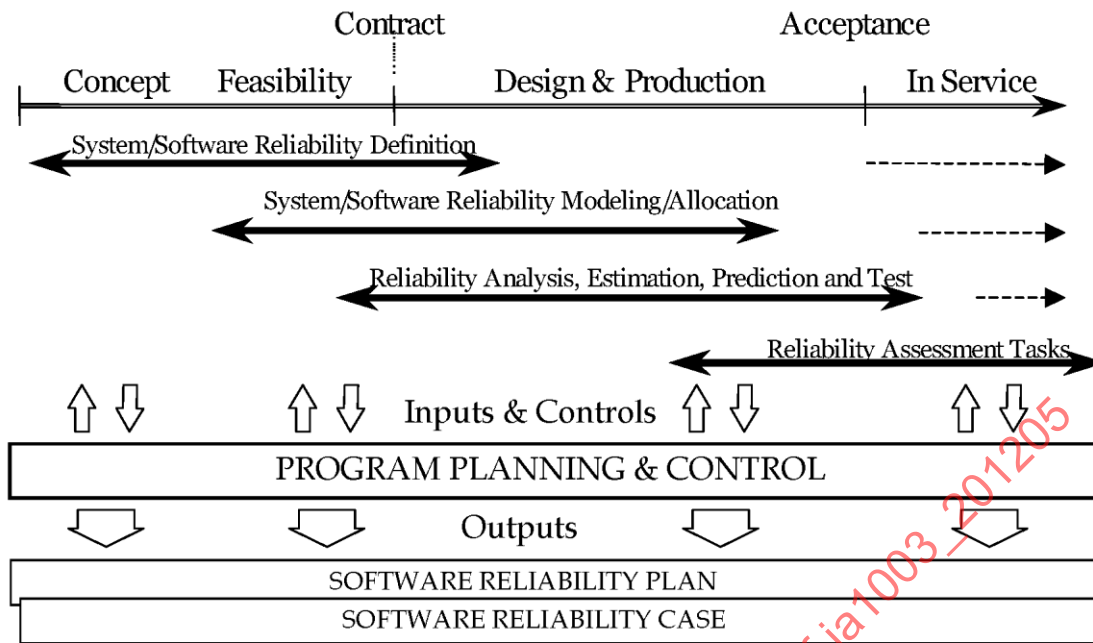 Contract
Acceptance
Concept
Feasibility
Design & Production
In Service
System/Software Reliability Definition
System/Software Reliability Modeling/Allocation
Reliability Analysis, Estimation, Prediction and Test
Reliability Assessment Tasks
Inputs & Controls
PROGRAM PLANNING & CONTROL
Outputs
SOFTWARE RELIABILITY PLAN
SOFTWARE RELIABILITY CASE
ja1003_201205